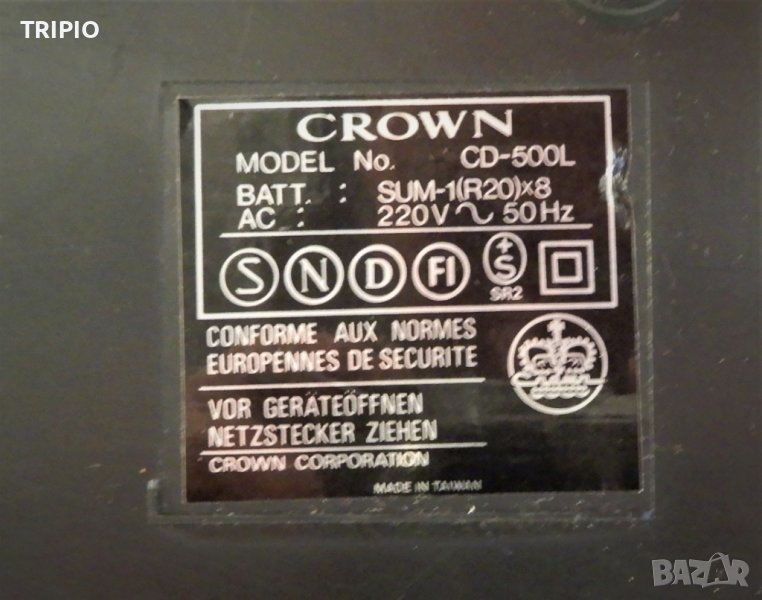 TRIPIO
CROWN
MODEL No. CD-500L
BATT. : SUM-1(R20)×8
AC : 220V ~ 50Hz
S N D FI +S
SR2
CONFORME AUX NORMES
EUROPENNES DE SECURITE
VOR GERÄTEÖFFNEN
NETZSTECKER ZIEHEN
CROWN CORPORATION
MADE IN TAIWAN
BAZAR